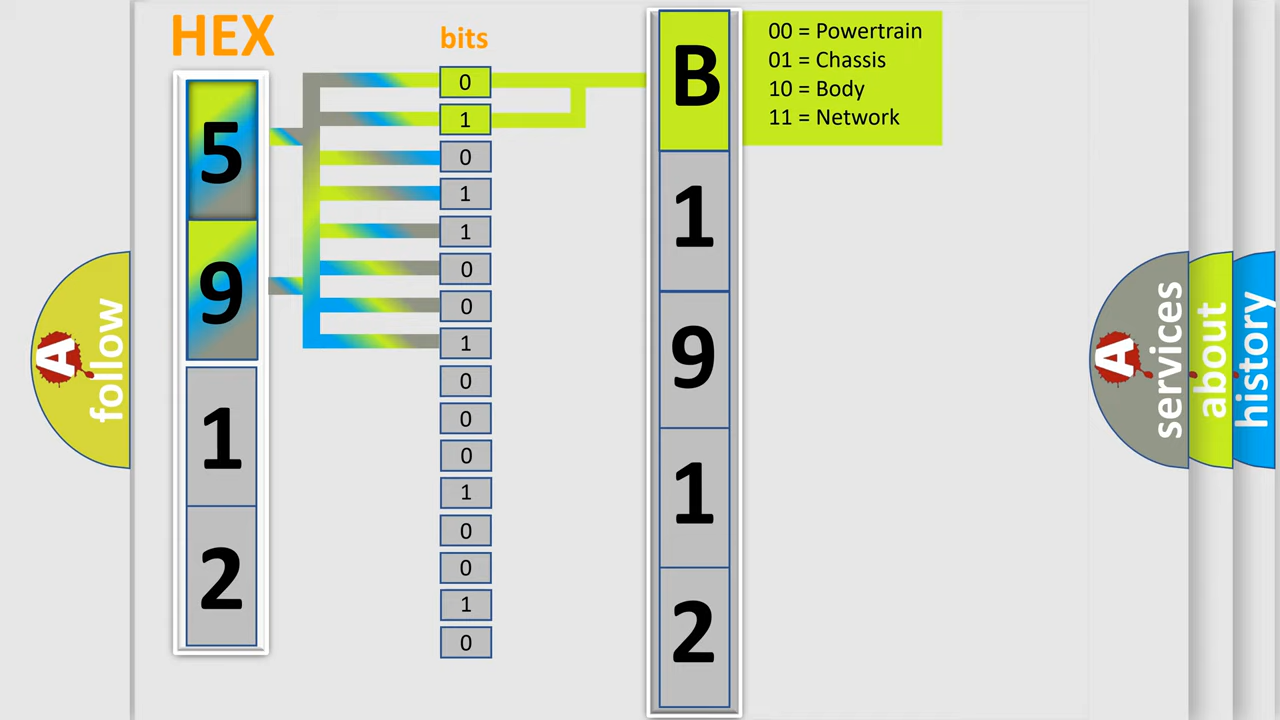 HEX
bits
5
9
1
2
0
1
0
1
1
0
0
1
0
0
0
1
0
0
1
0
B
1
9
1
2
00 = Powertrain
01 = Chassis
10 = Body
11 = Network
A
follow
A
services
about
history